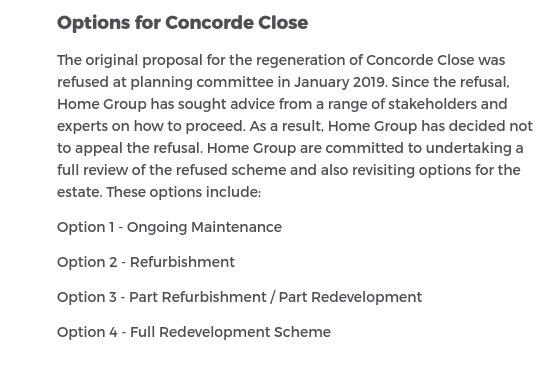 Options for Concorde Close
The original proposal for the regeneration of Concorde Close was
refused at planning committee in January 2019. Since the refusal,
Home Group has sought advice from a range of stakeholders and
experts on how to proceed. As a result, Home Group has decided not
to appeal the refusal. Home Group are committed to undertaking a
full review of the refused scheme and also revisiting options for the
estate. These options include:
Option 1 - Ongoing Maintenance
Option 2 - Refurbishment
Option 3 - Part Refurbishment / Part Redevelopment
Option 4 - Full Redevelopment Scheme